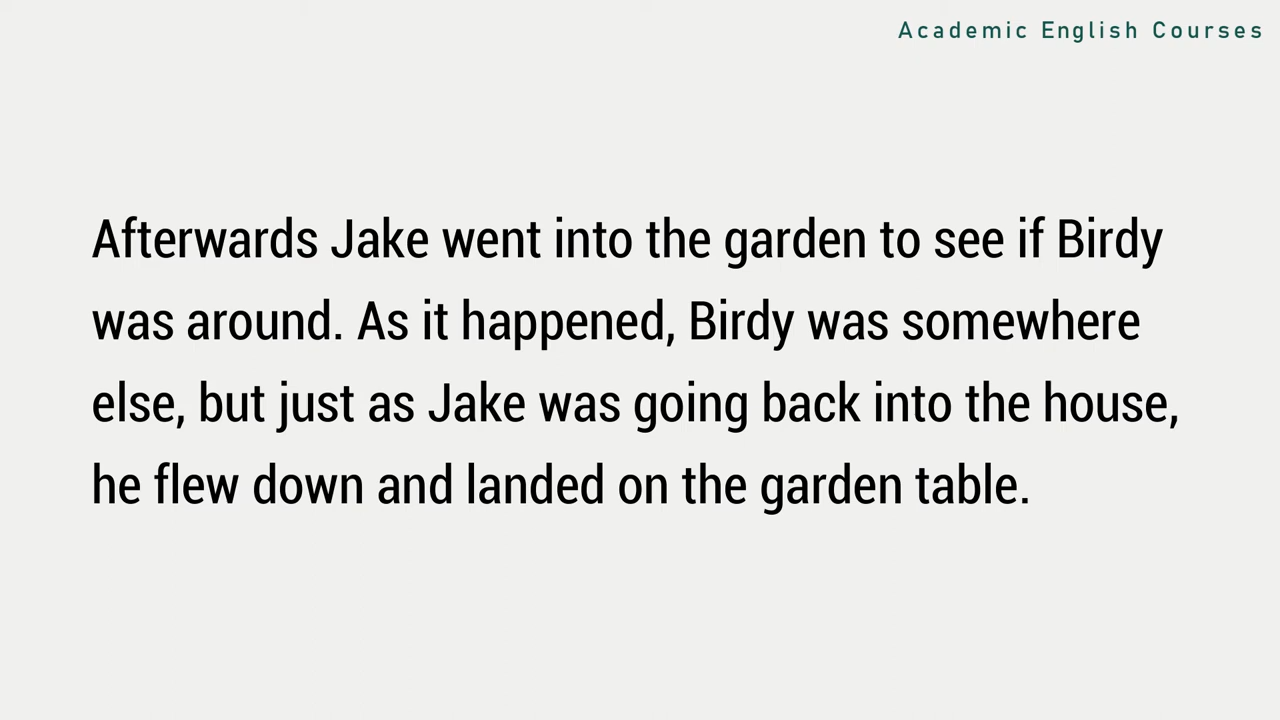 Academic English Courses
Afterwards Jake went into the garden to see if Birdy
was around. As it happened, Birdy was somewhere
else, but just as Jake was going back into the house,
he flew down and landed on the garden table.